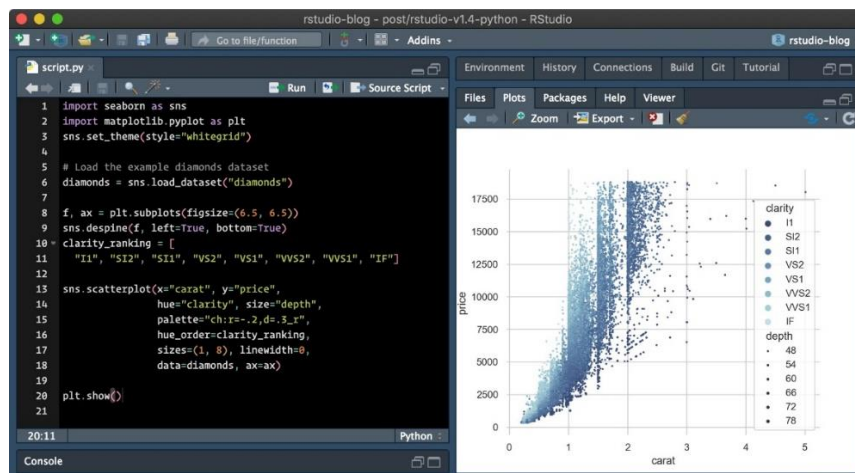 rstudio-blog - post/rstudio-v1.4-python - RStudio
Go to file/function
Addins
rstudio-blog
script.py
Run
Source Script
1 import seaborn as sns
2 import matplotlib.pyplot as plt
3 sns.set_theme(style="whitegrid")
4
5 # Load the example diamonds dataset
6 diamonds = sns.load_dataset("diamonds")
7
8 f, ax = plt.subplots(figsize=(6.5, 6.5))
9 sns.despine(f, left=True, bottom=True)
10 clarity_ranking = [
11 "I1", "SI2", "SI1", "VS2", "VS1", "VVS2", "VVS1", "IF"]
12
13 sns.scatterplot(x="carat", y="price",
14 hue="clarity", size="depth",
15 palette="ch:r=-.2,d=.3_r",
16 hue_order=clarity_ranking,
17 sizes=(1, 8), linewidth=0,
18 data=diamonds, ax=ax)
19
20 plt.show()
21
20:11
Python
Console
Environment History Connections Build Git Tutorial
Files Plots Packages Help Viewer
Zoom Export
17500
15000
12500
10000
7500
5000
2500
0
price
0 1 2 3 4 5
carat
clarity
I1
SI2
SI1
VS2
VS1
VVS2
VVS1
IF
depth
48
54
60
66
72
78